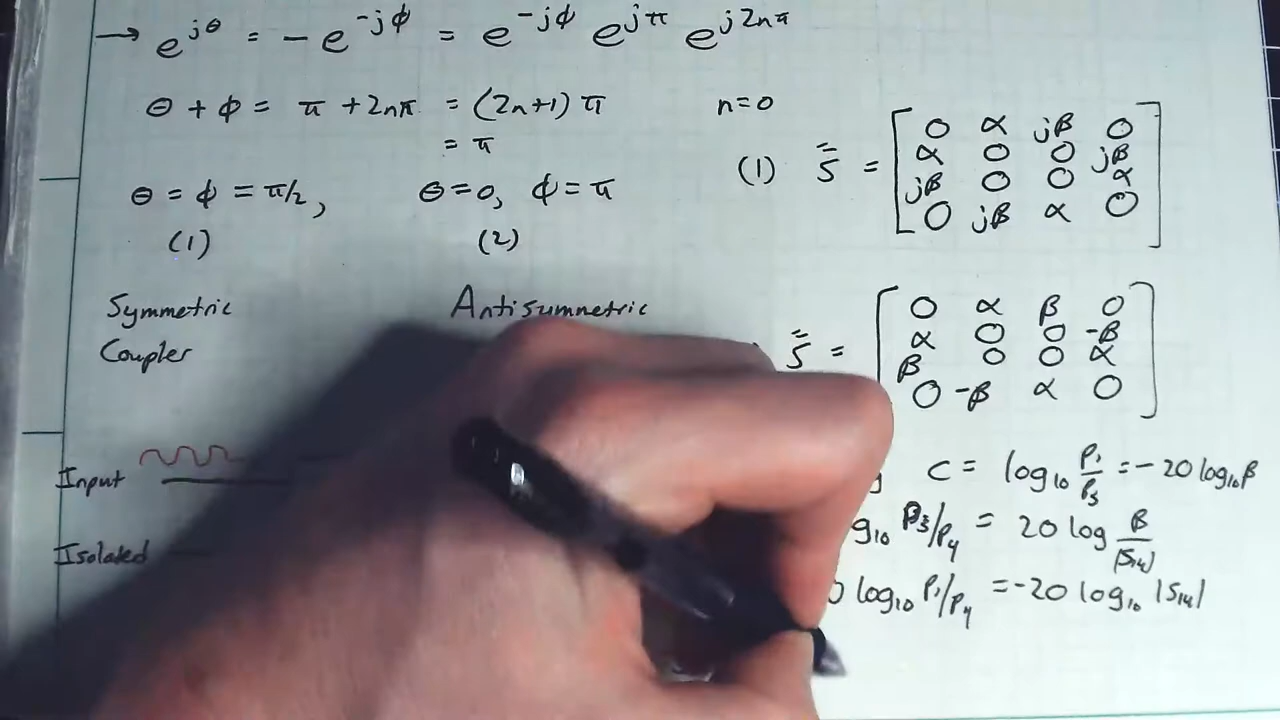 → e^{jθ} = -e^{-jϕ} = e^{-jϕ} e^{jπ} e^{j2nπ}
θ + ϕ = π + 2nπ = (2n+1) π n=0
= π
θ = ϕ = π/2, θ=0, ϕ=π
(1) (2)
Symmetric
Coupler
Antisymmetric
(1) S̿ = [
0 α jβ 0
α 0 0 jβ
jβ 0 0 α
0 jβ α 0
]
S̿ = [
0 α β 0
α 0 0 -β
β 0 0 α
0 -β α 0
]
Input
Isolated
C = log₁₀ P₁/P₃ = -20 log₁₀ β
g₁₀ P₃/P₄ = 20 log β/|S₁₄|
log₁₀ P₁/P₄ = -20 log₁₀ |S₁₄|